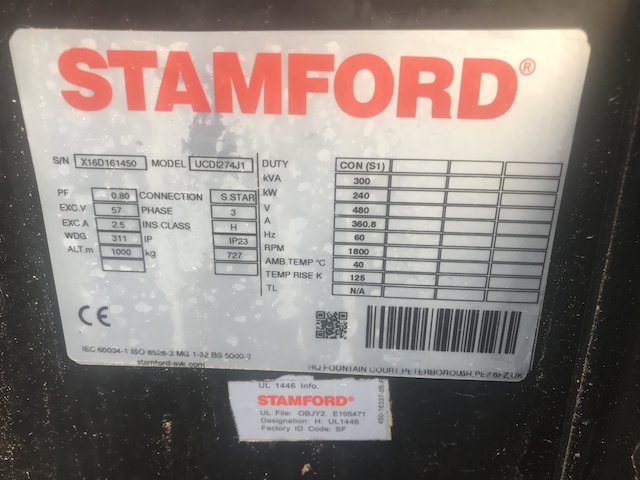 STAMFORD®
S/N X16D161450 MODEL UCDI274J1
PF 0.80 CONNECTION S.STAR
EXC.V 57 PHASE 3
EXC.A 2.5 INS.CLASS H
WDG 311 IP IP23
ALT.m 1000 kg 727
DUTY CON (S1)
kVA 300
kW 240
V 480
A 360.8
Hz 60
RPM 1800
AMB.TEMP °C 40
TEMP RISE K 125
TL N/A
CE
IEC 60034-1 ISO 8528-3 MG 1-32 BS 5000-3
stamford-avk.com
HQ FOUNTAIN COURT, PETERBOROUGH, PE2 6FZ, UK
UL 1446 Info.
STAMFORD®
UL File: OBJY2. E105471
Designation: H: UL1446
Factory ID Code: SF